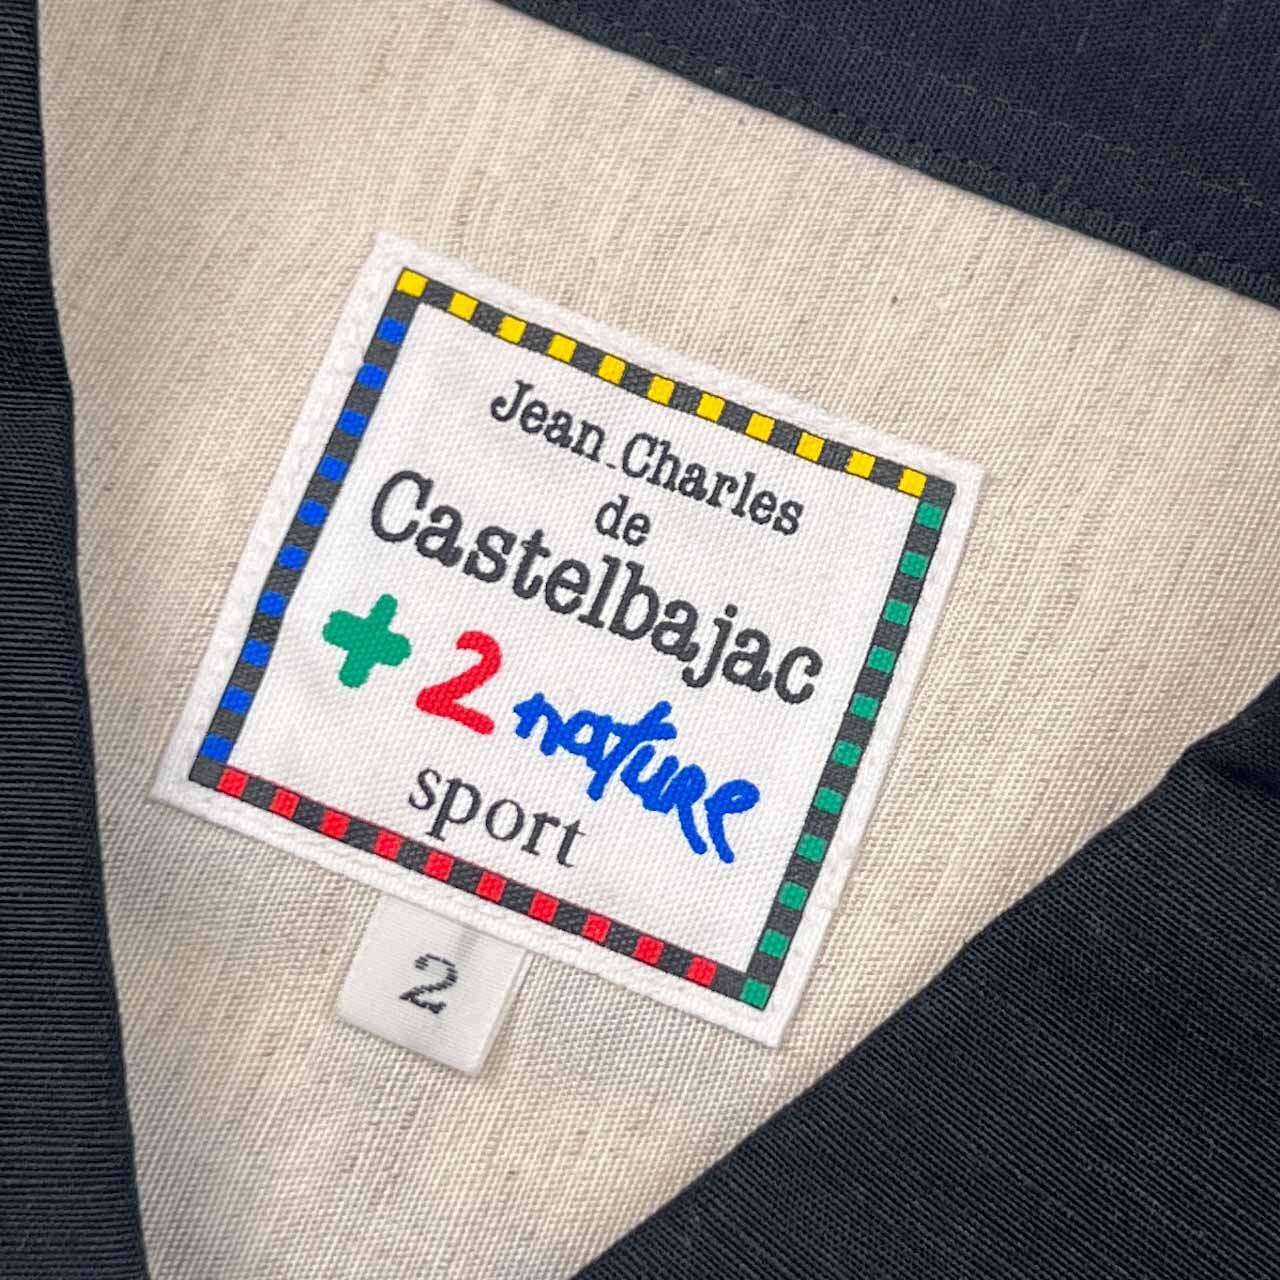 Jean_Charles
de
Castelbajac
+ 2 nature
sport
2